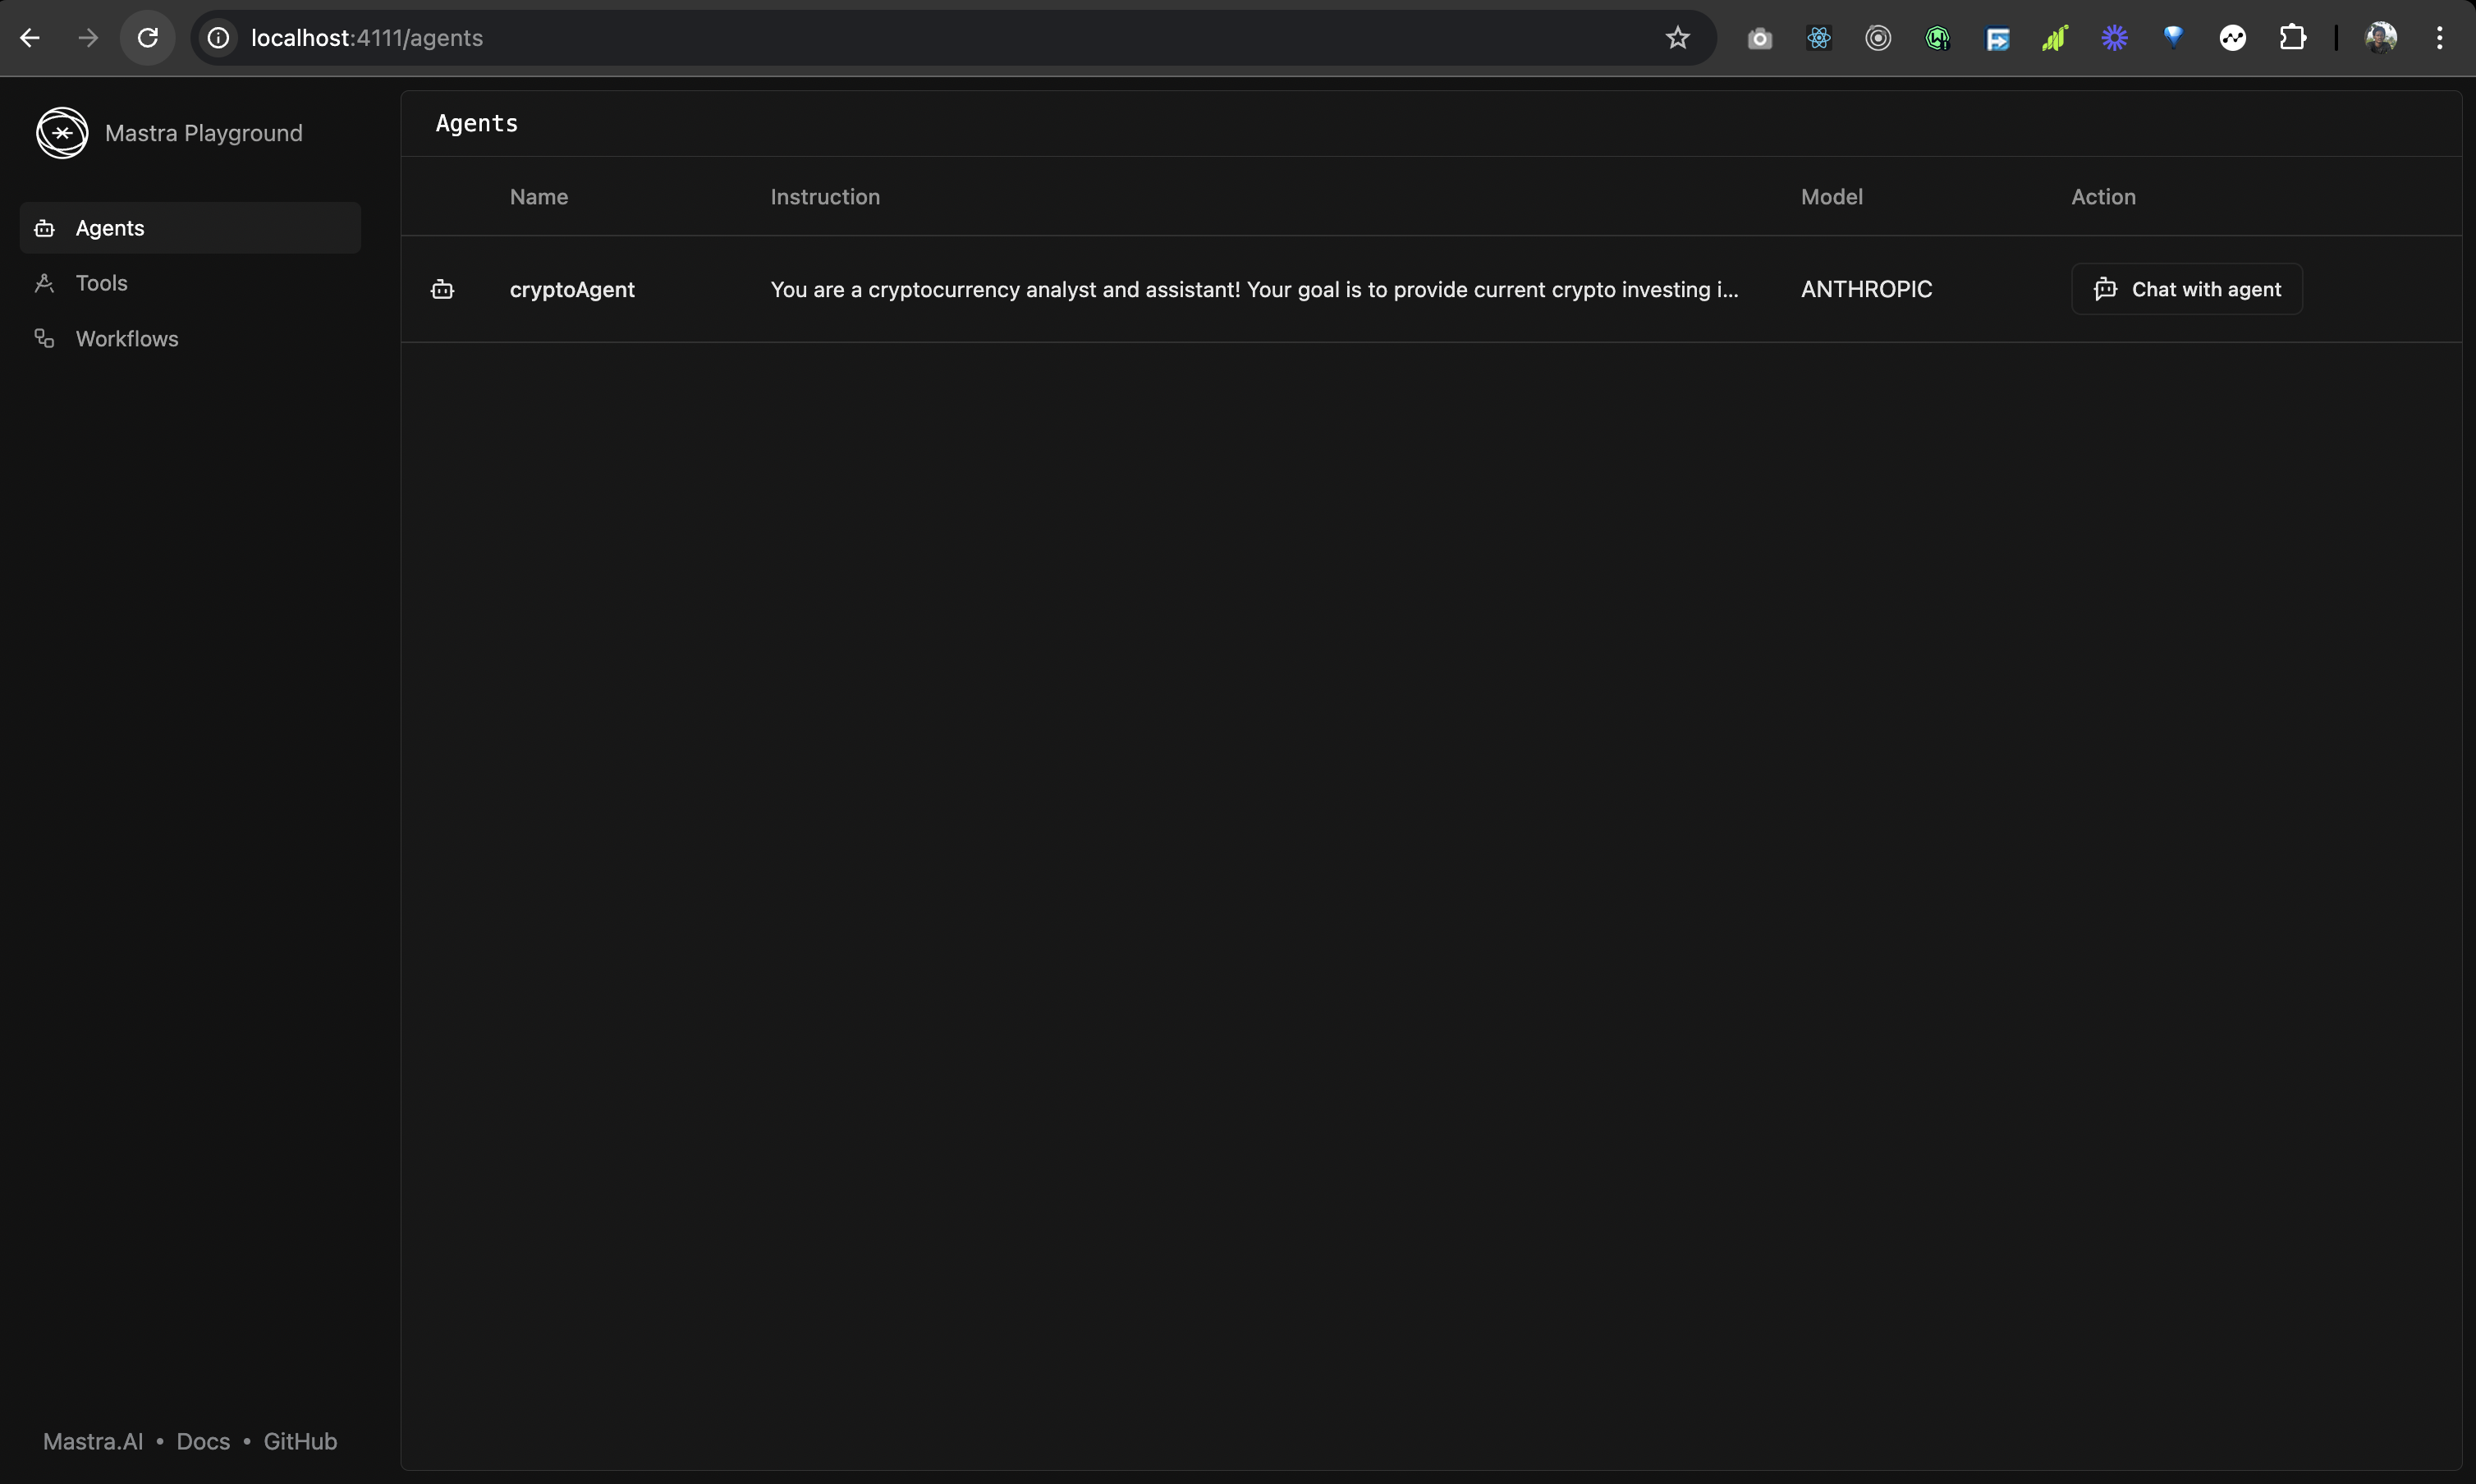 localhost:4111/agents
Mastra Playground
Agents
Tools
Workflows
Mastra.AI • Docs • GitHub
Agents
Name Instruction Model Action
cryptoAgent You are a cryptocurrency analyst and assistant! Your goal is to provide current crypto investing i... ANTHROPIC Chat with agent